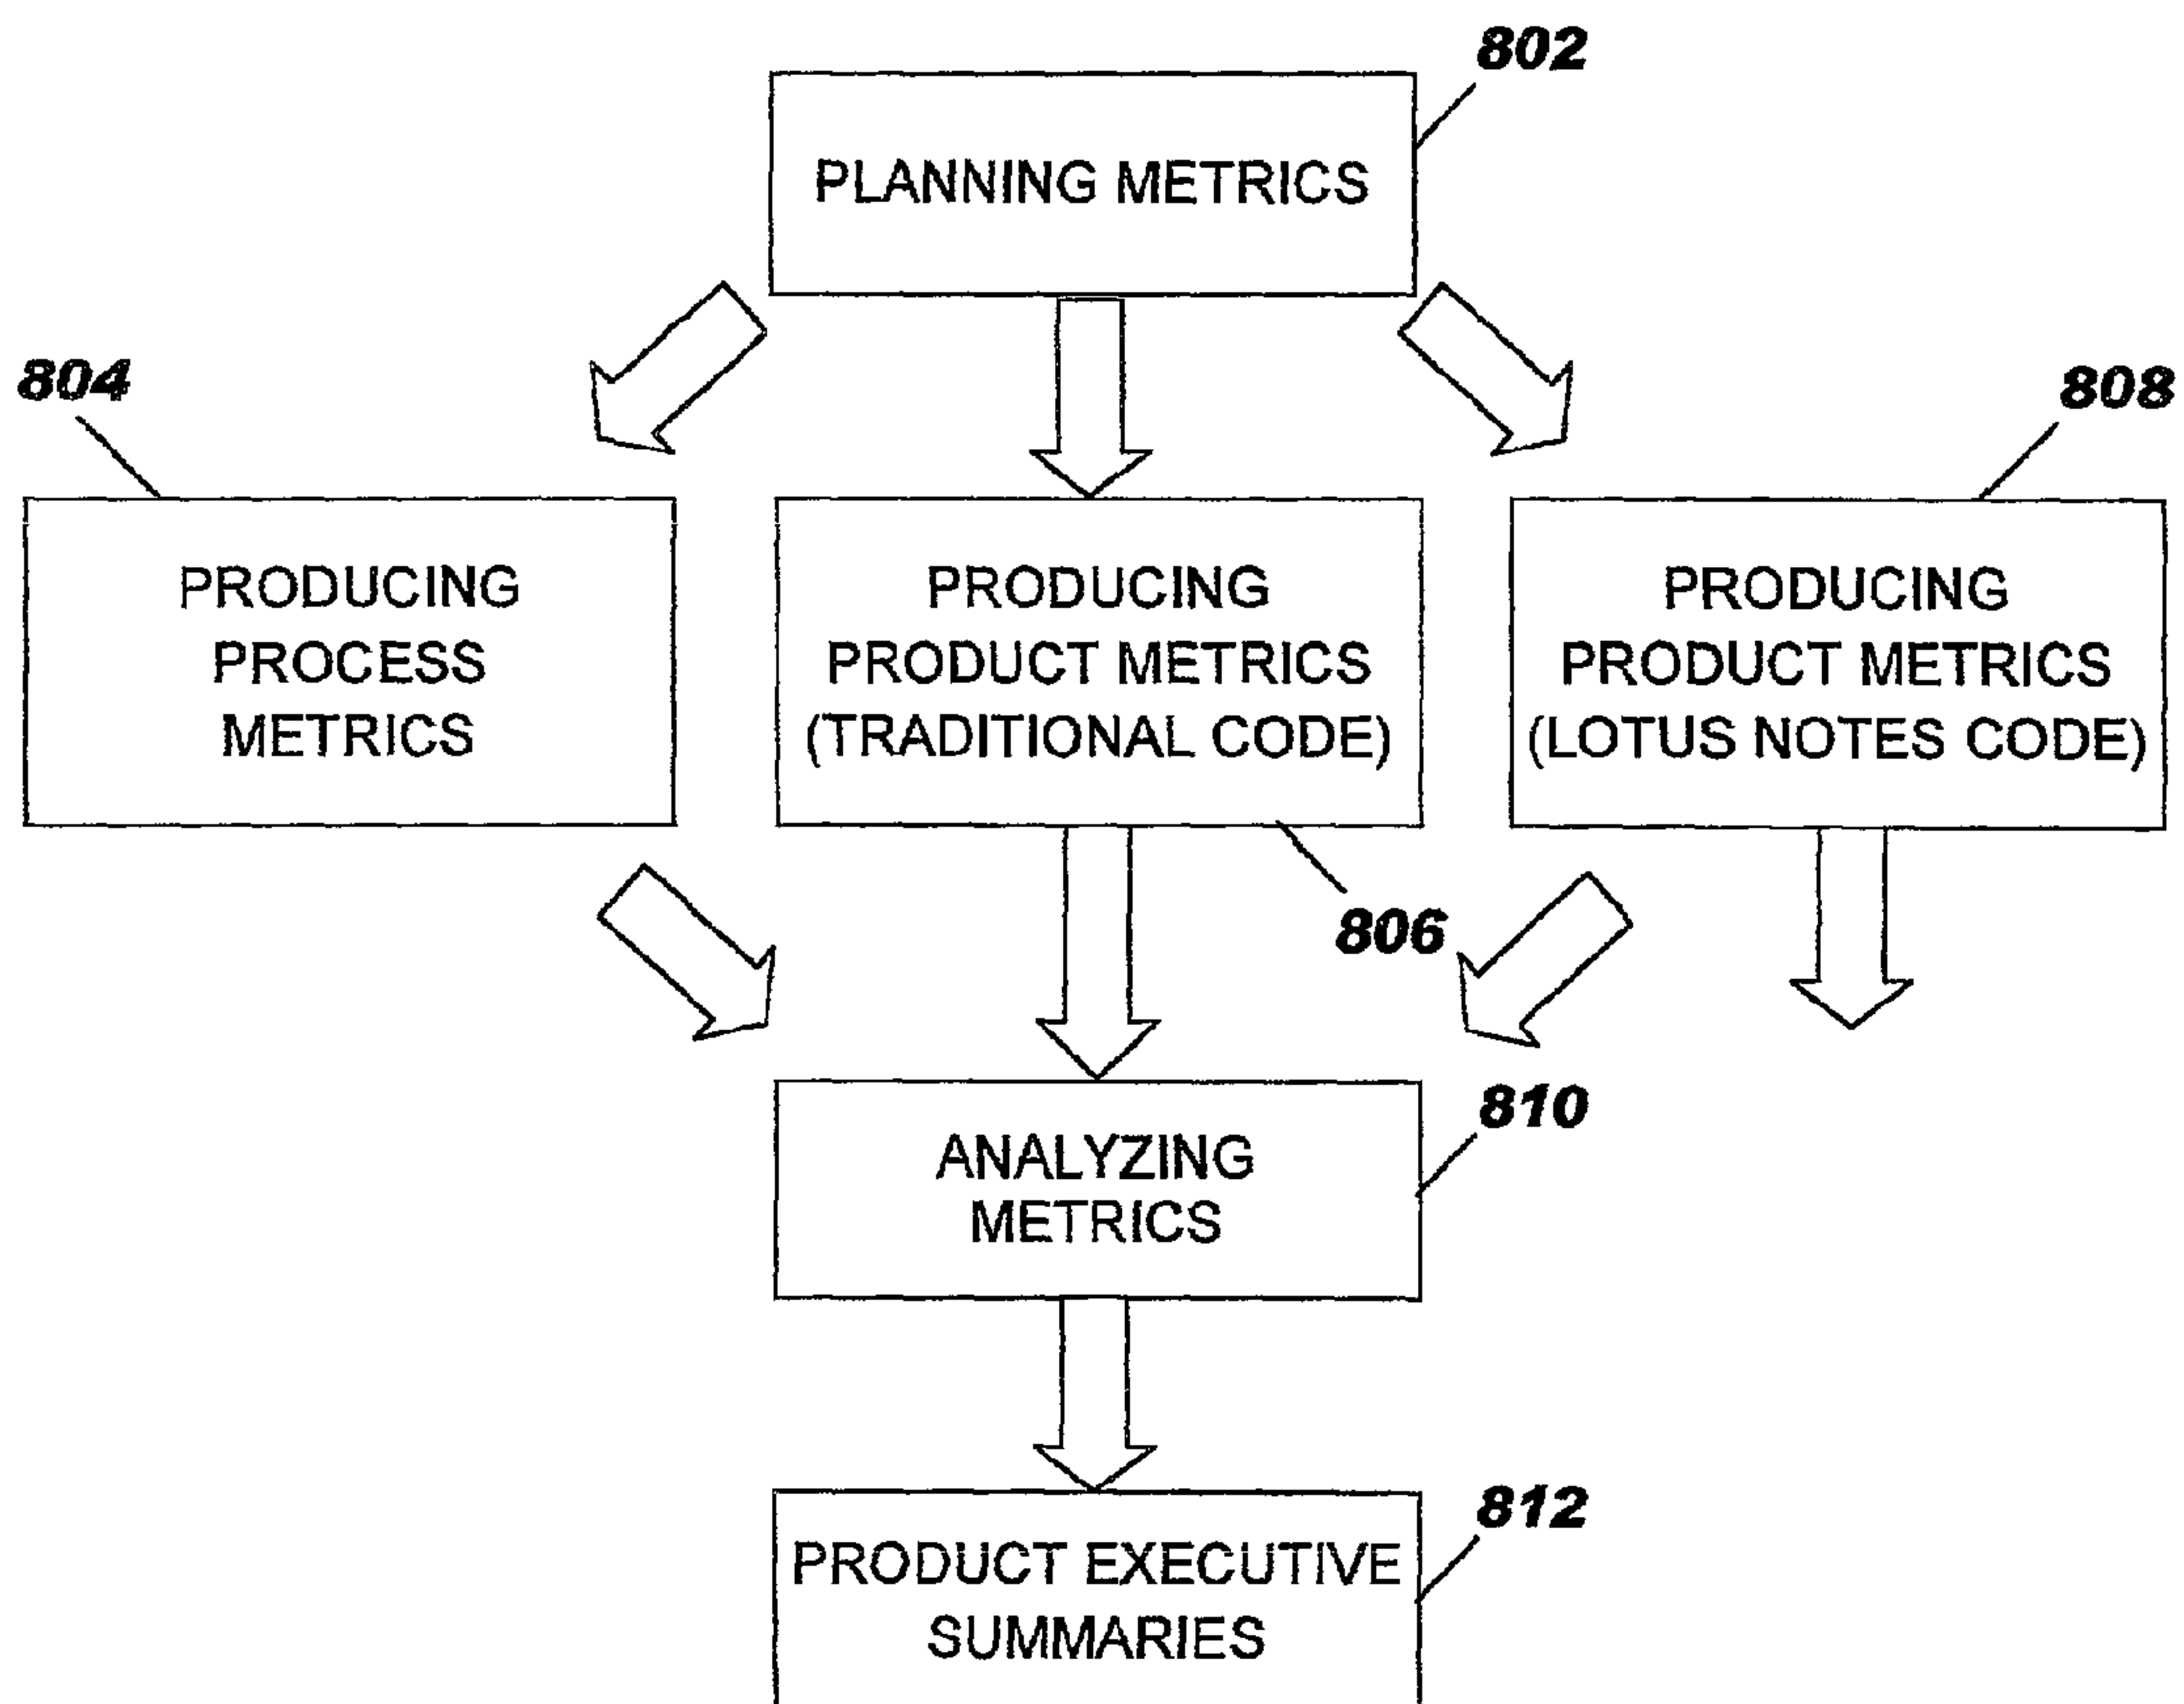 802
PLANNING METRICS
804
808
PRODUCING
PROCESS
METRICS
PRODUCING
PRODUCT METRICS
(TRADITIONAL CODE)
PRODUCING
PRODUCT METRICS
(LOTUS NOTES CODE)
806
810
ANALYZING
METRICS
812
PRODUCT EXECUTIVE
SUMMARIES